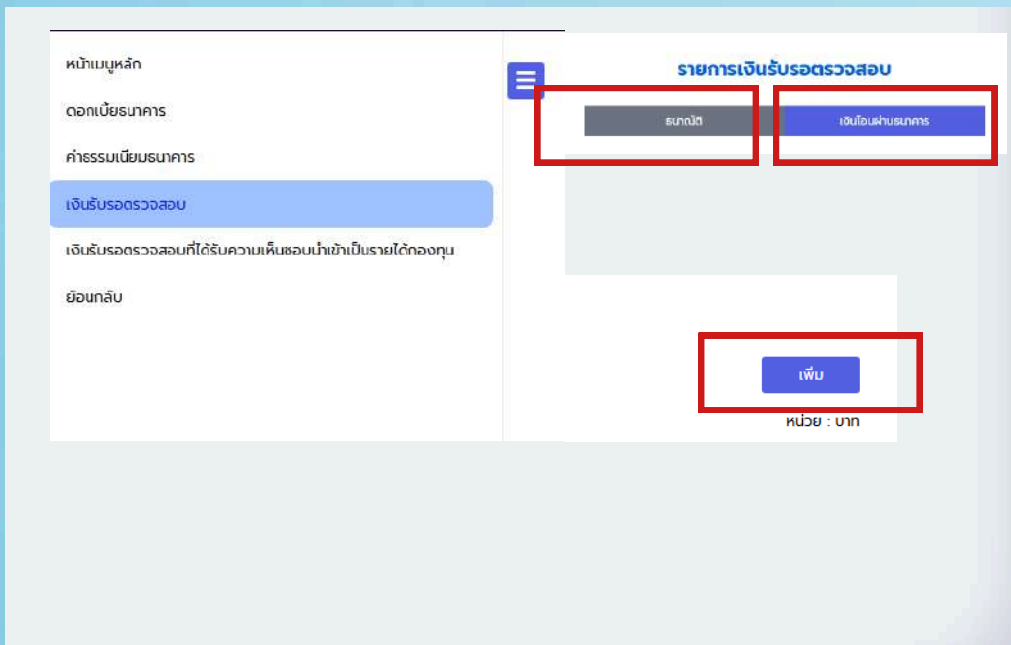 หน้าเมนูหลัก
ดอกเบี้ยธนาคาร
ค่าธรรมเนียมธนาคาร
เงินรับรอตรวจสอบ
เงินรับรอตรวจสอบที่ได้รับความเห็นชอบนำเข้าเป็นรายได้กองทุน
ย้อนกลับ
รายการเงินรับรอตรวจสอบ
ธนาณัติ
เงินโอนผ่านธนาคาร
เพิ่ม
หน่วย : บาท